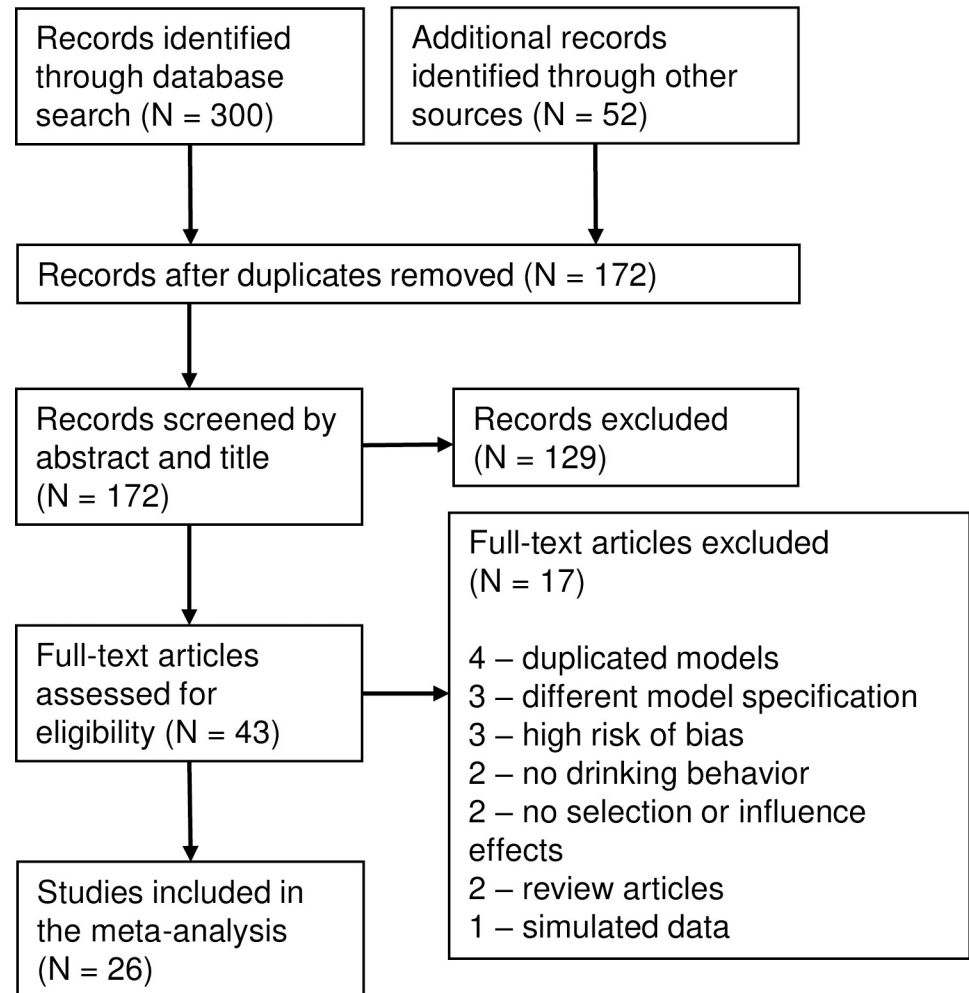 Records identified
through database
search (N = 300)
Additional records
identified through other
sources (N = 52)
Records after duplicates removed (N = 172)
Records screened by
abstract and title
(N = 172)
Records excluded
(N = 129)
Full-text articles
assessed for
eligibility (N = 43)
Full-text articles excluded
(N = 17)
4 – duplicated models
3 – different model specification
3 – high risk of bias
2 – no drinking behavior
2 – no selection or influence
effects
2 – review articles
1 – simulated data
Studies included in
the meta-analysis
(N = 26)